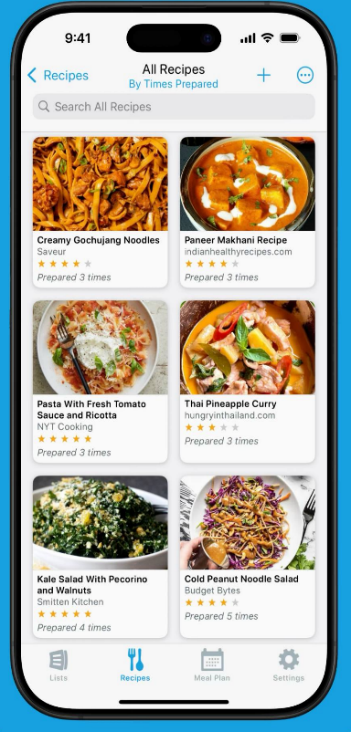 9:41
Recipes
All Recipes
By Times Prepared
Search All Recipes
Creamy Gochujang Noodles
Saveur
Prepared 3 times
Paneer Makhani Recipe
indianhealthyrecipes.com
Prepared 3 times
Pasta With Fresh Tomato
Sauce and Ricotta
NYT Cooking
Prepared 3 times
Thai Pineapple Curry
hungryinthailand.com
Prepared 3 times
Kale Salad With Pecorino
and Walnuts
Smitten Kitchen
Prepared 4 times
Cold Peanut Noodle Salad
Budget Bytes
Prepared 5 times
Lists
Recipes
Meal Plan
Settings